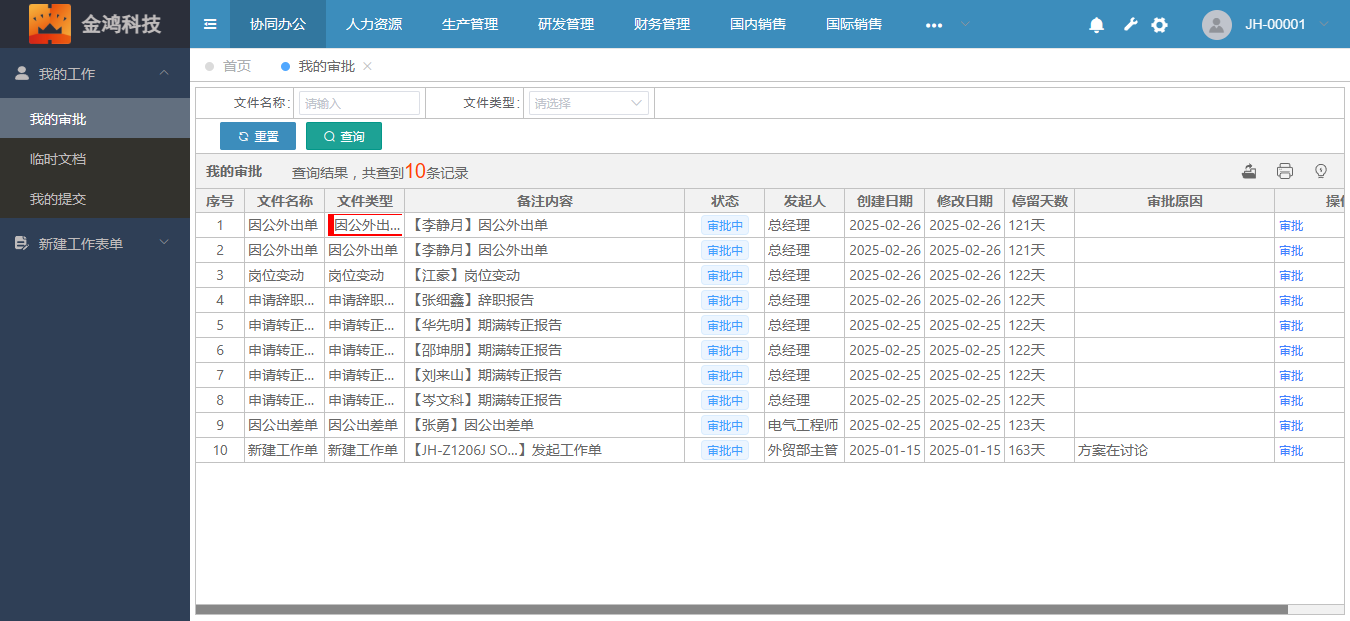 金鸿科技 协同办公 人力资源 生产管理 研发管理 财务管理 国内销售 国际销售 ••• JH-00001
我的工作
我的审批
临时文档
我的提交
新建工作表单
首页 我的审批 ×
文件名称: 请输入 文件类型: 请选择
重置 查询
我的审批 查询结果，共查到10条记录
序号 文件名称 文件类型 备注内容 状态 发起人 创建日期 修改日期 停留天数 审批原因 操
1 因公外出单 因公外出... 【李静月】因公外出单 审批中 总经理 2025-02-26 2025-02-26 121天 审批
2 因公外出单 因公外出单 【李静月】因公外出单 审批中 总经理 2025-02-26 2025-02-26 121天 审批
3 岗位变动 岗位变动 【江豪】岗位变动 审批中 总经理 2025-02-26 2025-02-26 122天 审批
4 申请辞职... 申请辞职... 【张细鑫】辞职报告 审批中 总经理 2025-02-26 2025-02-26 122天 审批
5 申请转正... 申请转正... 【华先明】期满转正报告 审批中 总经理 2025-02-25 2025-02-25 122天 审批
6 申请转正... 申请转正... 【邵坤朋】期满转正报告 审批中 总经理 2025-02-25 2025-02-25 122天 审批
7 申请转正... 申请转正... 【刘来山】期满转正报告 审批中 总经理 2025-02-25 2025-02-25 122天 审批
8 申请转正... 申请转正... 【岑文科】期满转正报告 审批中 总经理 2025-02-25 2025-02-25 122天 审批
9 因公出差单 因公出差单 【张勇】因公出差单 审批中 电气工程师 2025-02-25 2025-02-25 123天 审批
10 新建工作单 新建工作单 【JH-Z1206J SO...】发起工作单 审批中 外贸部主管 2025-01-15 2025-01-15 163天 方案在讨论 审批